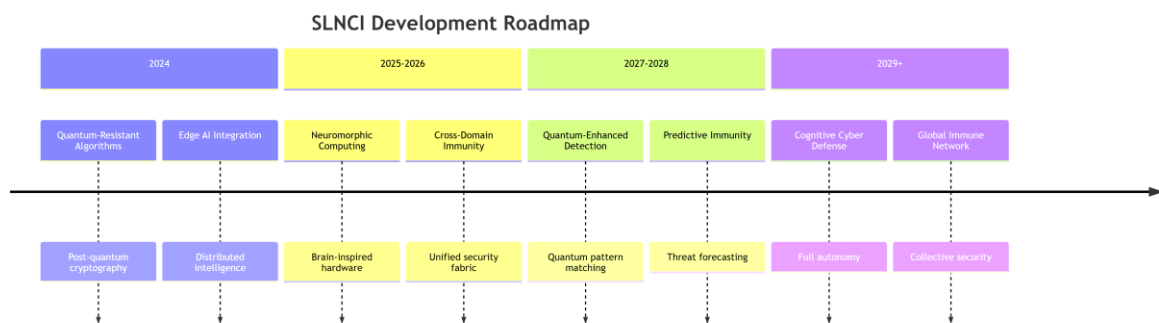 SLNCI Development Roadmap
2024
2025-2026
2027-2028
2029+
Quantum-Resistant
Algorithms
Edge AI Integration
Neuromorphic
Computing
Cross-Domain
Immunity
Quantum-Enhanced
Detection
Predictive Immunity
Cognitive Cyber
Defense
Global Immune
Network
Post-quantum
cryptography
Distributed
intelligence
Brain-inspired
hardware
Unified security
fabric
Quantum pattern
matching
Threat forecasting
Full autonomy
Collective security